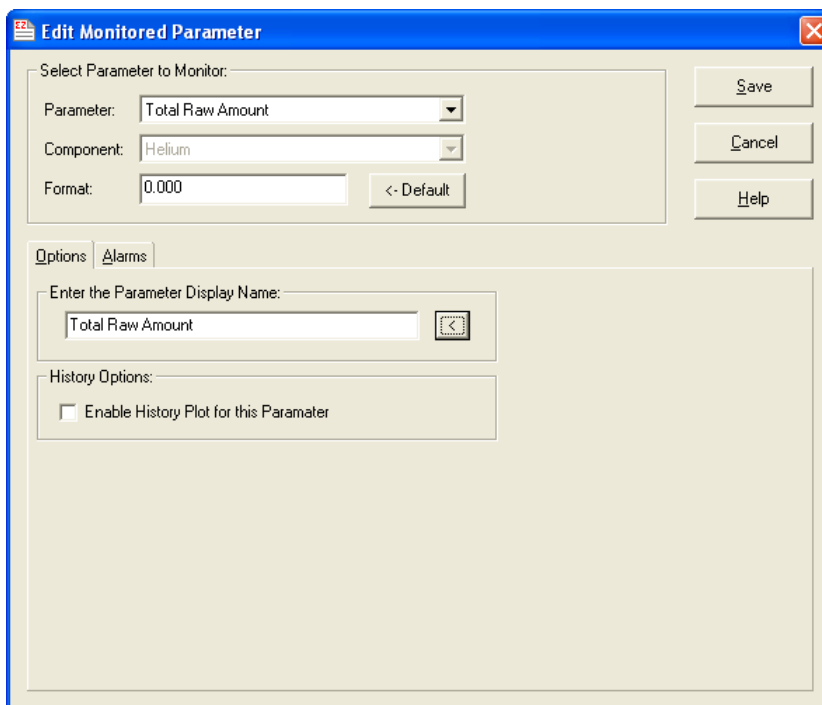 EZ
Edit Monitored Parameter
Select Parameter to Monitor:
Parameter: Total Raw Amount
Component: Helium
Format: 0.000 <- Default
Save
Cancel
Help
Options Alarms
Enter the Parameter Display Name:
Total Raw Amount <
History Options:
Enable History Plot for this Paramater